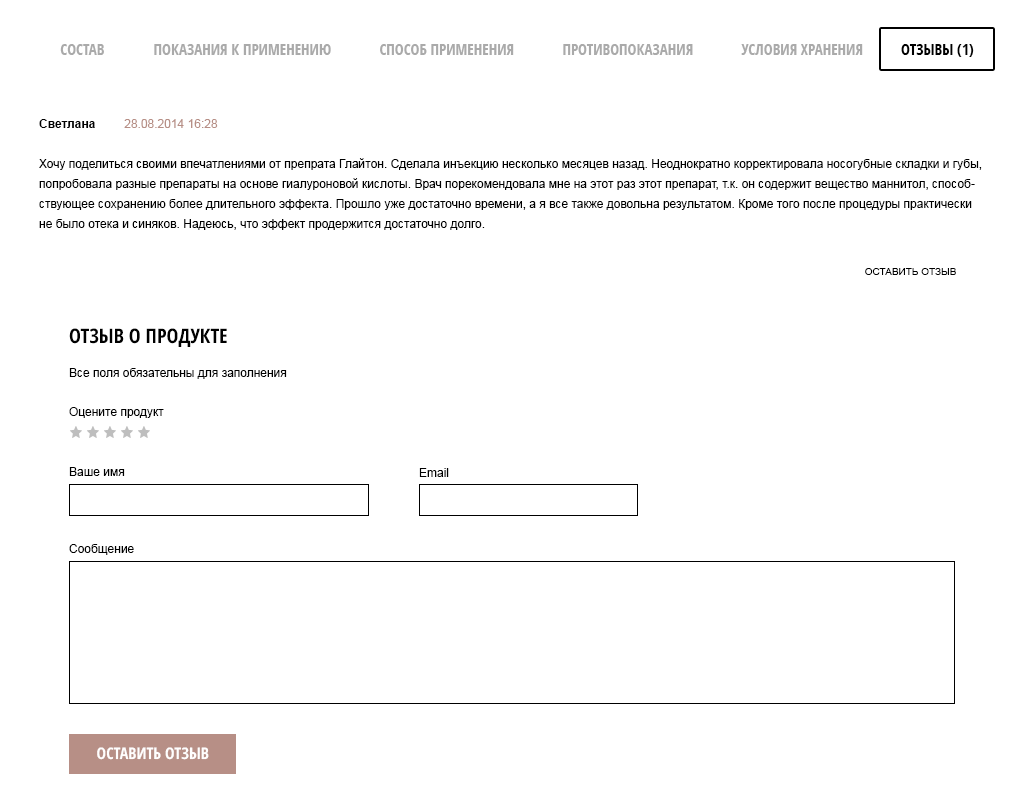 СОСТАВ ПОКАЗАНИЯ К ПРИМЕНЕНИЮ СПОСОБ ПРИМЕНЕНИЯ ПРОТИВОПОКАЗАНИЯ УСЛОВИЯ ХРАНЕНИЯ ОТЗЫВЫ (1)
Светлана 28.08.2014 16:28
Хочу поделиться своими впечатлениями от препрата Глайтон. Сделала инъекцию несколько месяцев назад. Неоднократно корректировала носогубные складки и губы,
попробовала разные препараты на основе гиалуроновой кислоты. Врач порекомендовала мне на этот раз этот препарат, т.к. он содержит вещество маннитол, способ-
ствующее сохранению более длительного эффекта. Прошло уже достаточно времени, а я все также довольна результатом. Кроме того после процедуры практически
не было отека и синяков. Надеюсь, что эффект продержится достаточно долго.
ОСТАВИТЬ ОТЗЫВ
ОТЗЫВ О ПРОДУКТЕ
Все поля обязательны для заполнения
Оцените продукт
Ваше имя Email
Сообщение
ОСТАВИТЬ ОТЗЫВ